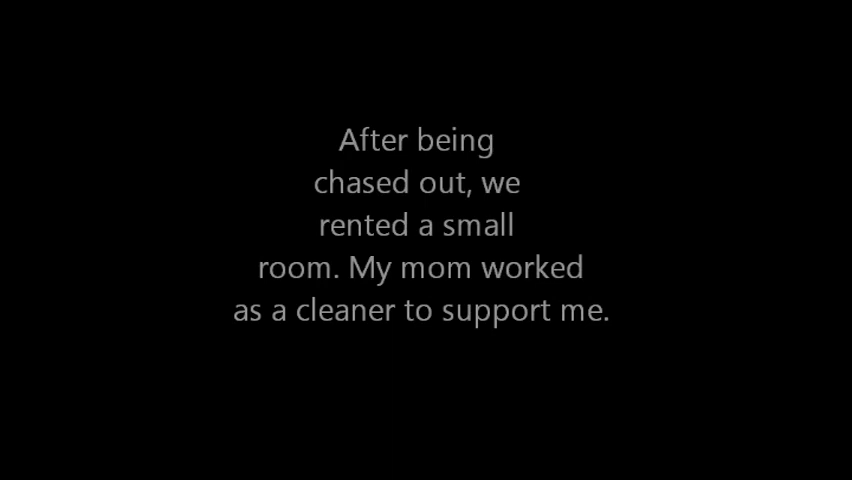 After being
chased out, we
rented a small
room. My mom worked
as a cleaner to support me.